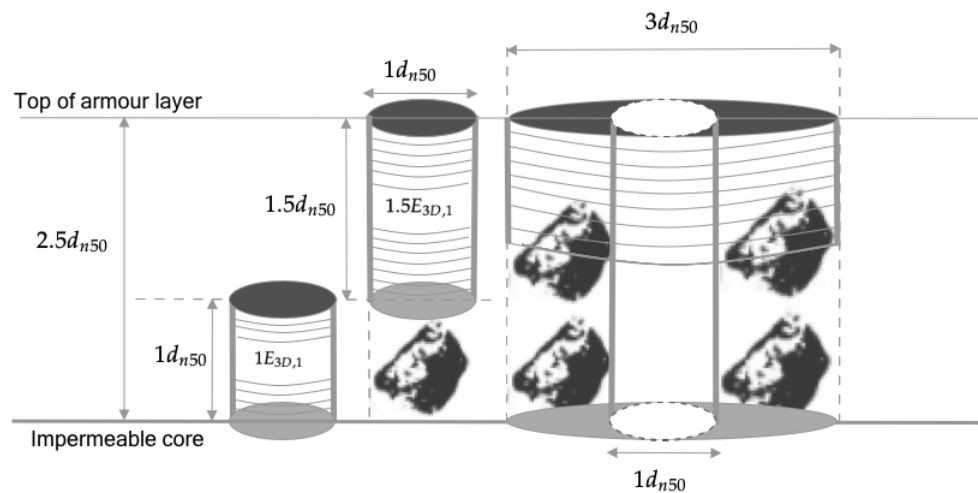 3d_{n50}
1d_{n50}
Top of armour layer
1.5d_{n50}
1.5E_{3D,1}
2.5d_{n50}
1d_{n50}
1E_{3D,1}
Impermeable core
1d_{n50}